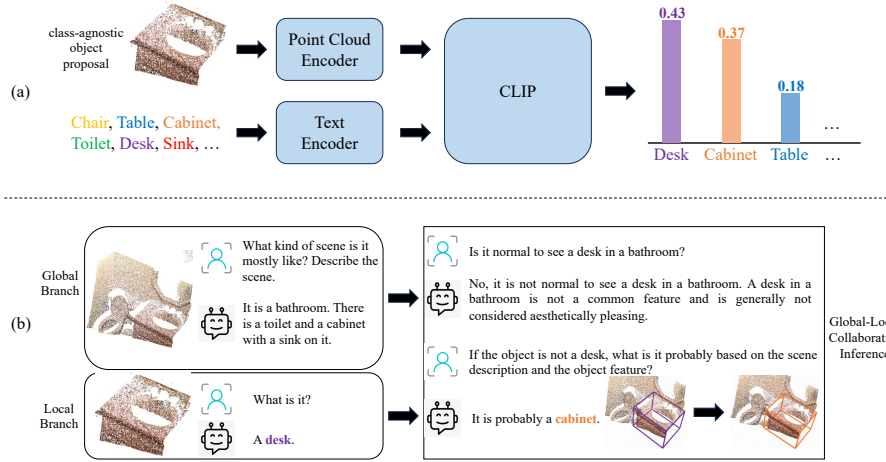 class-agnostic
object
proposal
Point Cloud
Encoder
CLIP
0.43
0.37
0.18
...
Desk Cabinet Table ...
(a)
Chair, Table, Cabinet,
Toilet, Desk, Sink, ...
Text
Encoder
(b)
Global
Branch
What kind of scene is it
mostly like? Describe the
scene.
It is a bathroom. There
is a toilet and a cabinet
with a sink on it.
Local
Branch
What is it?
A desk.
Is it normal to see a desk in a bathroom?
No, it is not normal to see a desk in a bathroom. A desk in a
bathroom is not a common feature and is generally not
considered aesthetically pleasing.
If the object is not a desk, what is it probably based on the scene
description and the object feature?
It is probably a cabinet.
Global-Loc
Collaborati
Inferenc